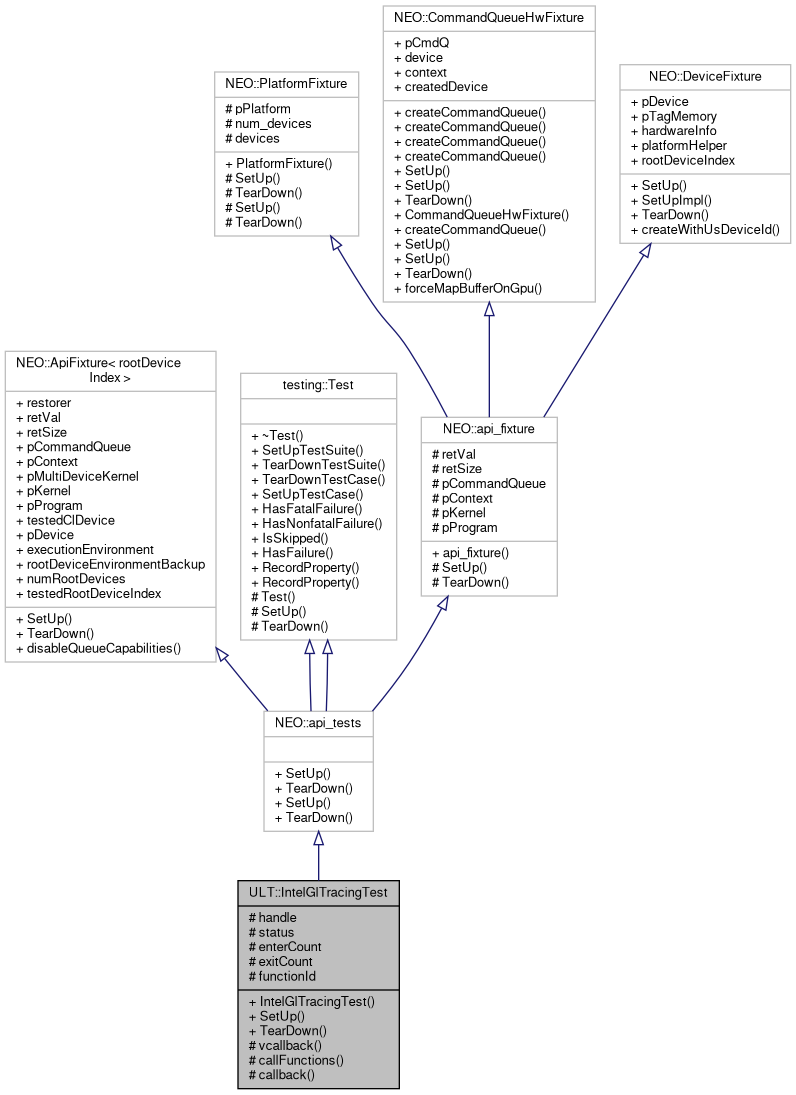 NEO::CommandQueueHwFixture
+ pCmdQ
+ device
+ context
+ createdDevice
+ createCommandQueue()
+ createCommandQueue()
+ createCommandQueue()
+ createCommandQueue()
+ SetUp()
+ SetUp()
+ TearDown()
+ CommandQueueHwFixture()
+ createCommandQueue()
+ SetUp()
+ SetUp()
+ TearDown()
+ forceMapBufferOnGpu()
NEO::PlatformFixture
# pPlatform
# num_devices
# devices
+ PlatformFixture()
# SetUp()
# TearDown()
# SetUp()
# TearDown()
NEO::DeviceFixture
+ pDevice
+ pTagMemory
+ hardwareInfo
+ platformHelper
+ rootDeviceIndex
+ SetUp()
+ SetUpImpl()
+ TearDown()
+ createWithUsDeviceId()
NEO::ApiFixture< rootDevice
Index >
+ restorer
+ retVal
+ retSize
+ pCommandQueue
+ pContext
+ pMultiDeviceKernel
+ pKernel
+ pProgram
+ testedClDevice
+ pDevice
+ executionEnvironment
+ rootDeviceEnvironmentBackup
+ numRootDevices
+ testedRootDeviceIndex
+ SetUp()
+ TearDown()
+ disableQueueCapabilities()
testing::Test
+ ~Test()
+ SetUpTestSuite()
+ TearDownTestSuite()
+ TearDownTestCase()
+ SetUpTestCase()
+ HasFatalFailure()
+ HasNonfatalFailure()
+ IsSkipped()
+ HasFailure()
+ RecordProperty()
+ RecordProperty()
# Test()
# SetUp()
# TearDown()
NEO::api_fixture
# retVal
# retSize
# pCommandQueue
# pContext
# pKernel
# pProgram
+ api_fixture()
# SetUp()
# TearDown()
NEO::api_tests
+ SetUp()
+ TearDown()
+ SetUp()
+ TearDown()
ULT::IntelGlTracingTest
# handle
# status
# enterCount
# exitCount
# functionId
+ IntelGlTracingTest()
+ SetUp()
+ TearDown()
# vcallback()
# callFunctions()
# callback()